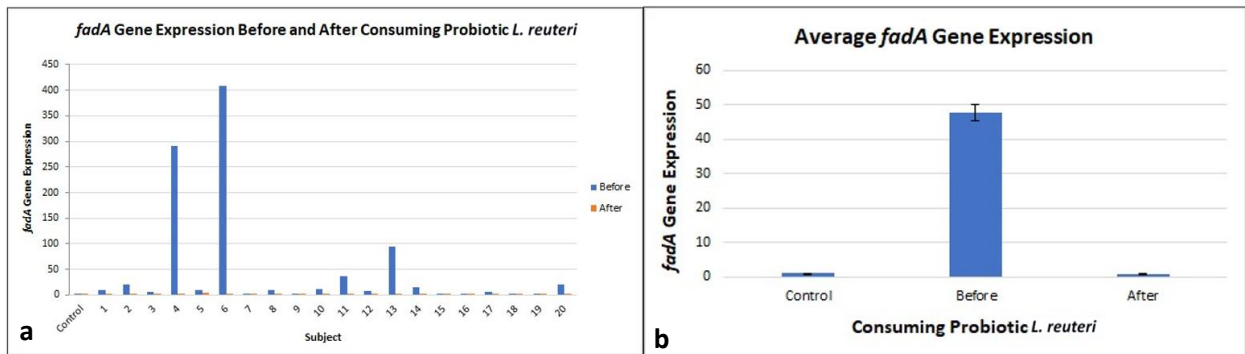 fadA Gene Expression Before and After Consuming Probiotic L. reuteri
450
400
350
300
250
200
150
100
50
0
fadA Gene Expression
Control 1 2 3 4 5 6 7 8 9 10 11 12 13 14 15 16 17 18 19 20
Subject
Before
After
a
Average fadA Gene Expression
60
50
40
30
20
10
0
fadA Gene Expression
Control Before After
Consuming Probiotic L. reuteri
b